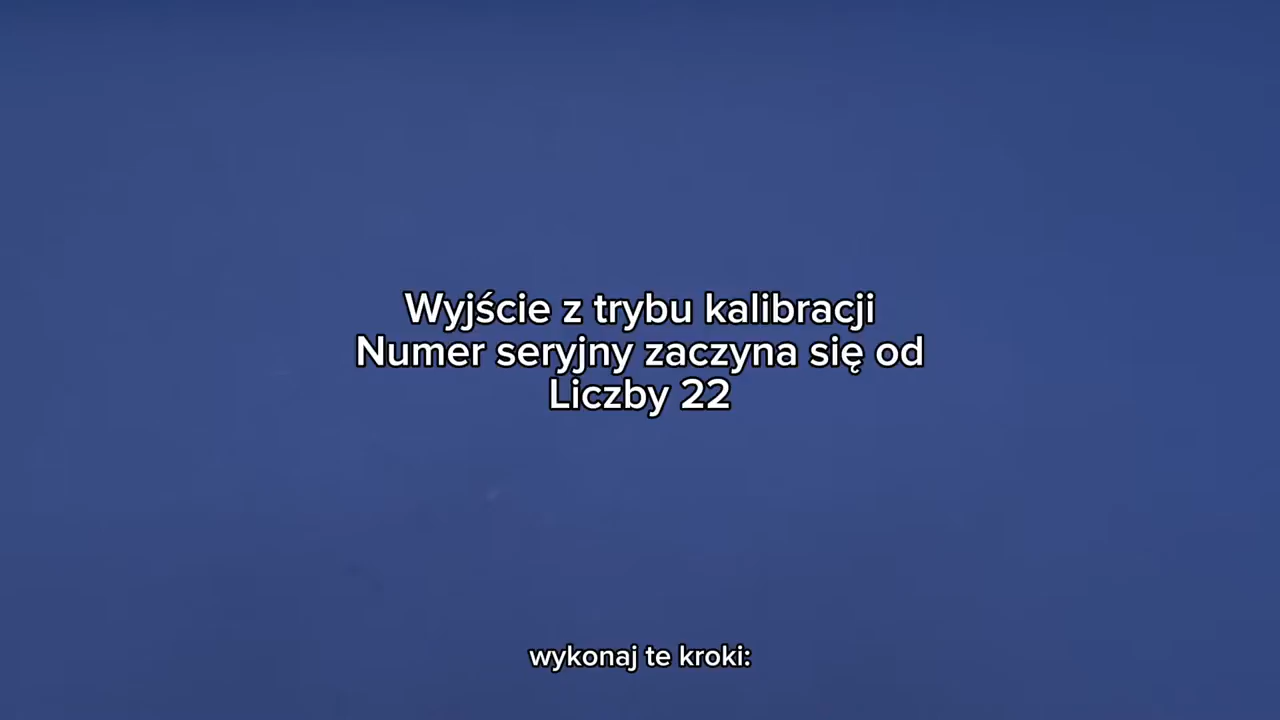 Wyjście z trybu kalibracji
Numer seryjny zaczyna się od
Liczby 22
wykonaj te kroki: